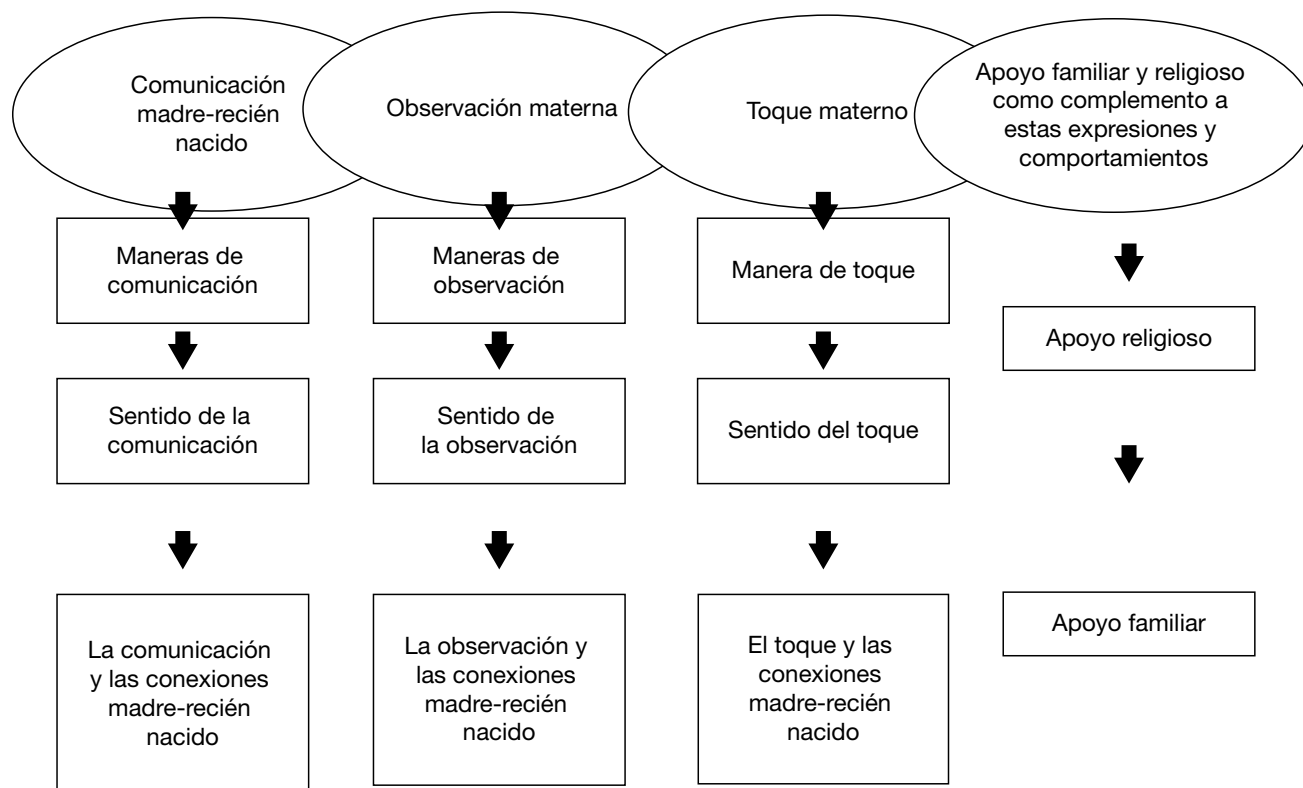 Comunicación
madre-recién
nacido
Observación materna
Toque materno
Apoyo familiar y religioso
como complemento a
estas expresiones y
comportamientos
Maneras de
comunicación
Maneras de
observación
Manera de toque
Apoyo religioso
Sentido de la
comunicación
Sentido de
la observación
Sentido del toque
Apoyo familiar
La comunicación
y las conexiones
madre-recién
nacido
La observación y
las conexiones
madre-recién
nacido
El toque y las
conexiones
madre-recién
nacido